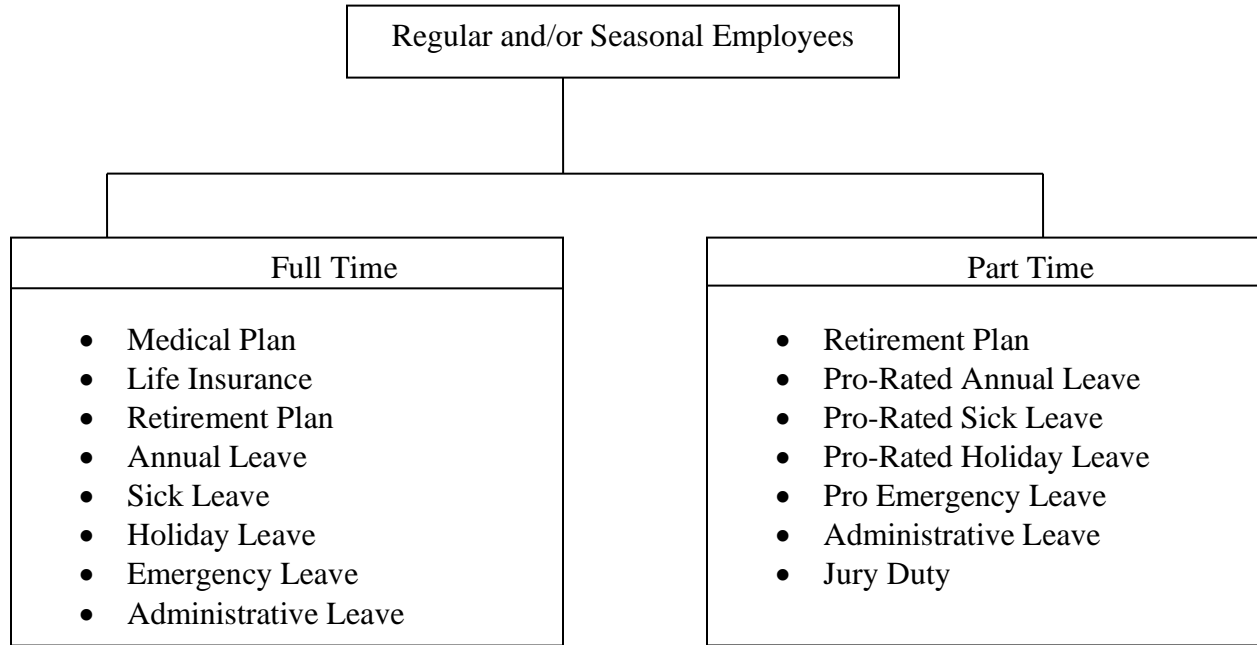 Regular and/or Seasonal Employees
Full Time
• Medical Plan
• Life Insurance
• Retirement Plan
• Annual Leave
• Sick Leave
• Holiday Leave
• Emergency Leave
• Administrative Leave
Part Time
• Retirement Plan
• Pro-Rated Annual Leave
• Pro-Rated Sick Leave
• Pro-Rated Holiday Leave
• Pro Emergency Leave
• Administrative Leave
• Jury Duty